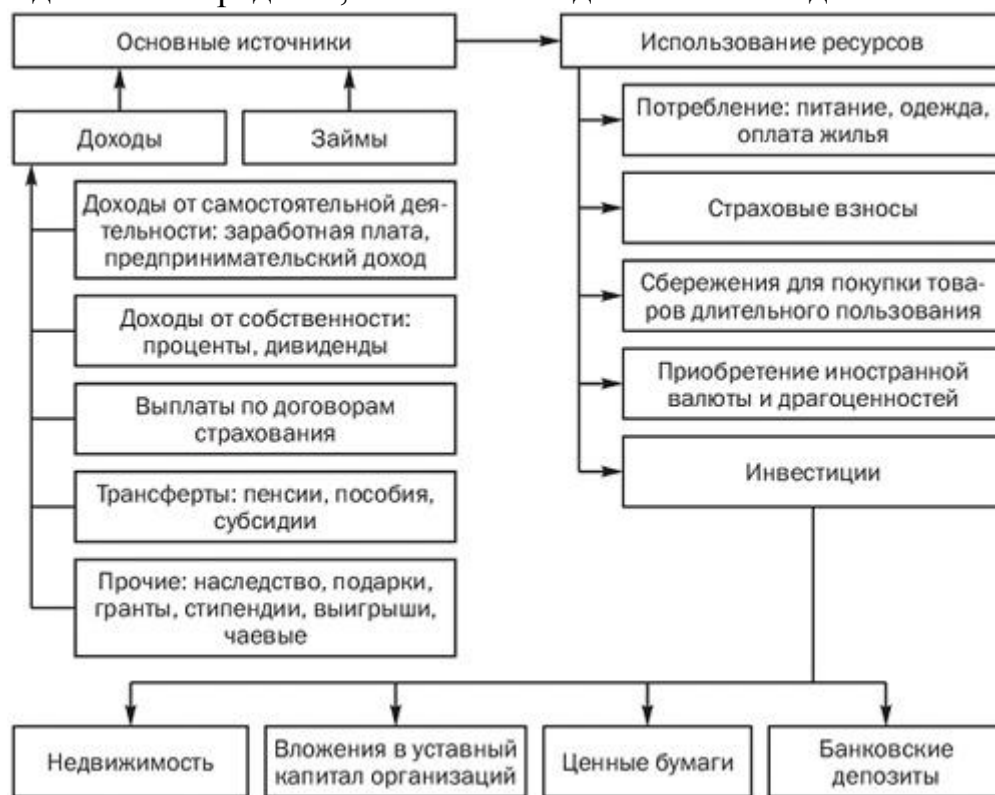 Основные источники
Использование ресурсов
Доходы
Займы
Доходы от самостоятельной дея-
тельности: заработная плата,
предпринимательский доход
Доходы от собственности:
проценты, дивиденды
Выплаты по договорам
страхования
Трансферты: пенсии, пособия,
субсидии
Прочие: наследство, подарки,
гранты, стипендии, выигрыши,
чаевые
Потребление: питание, одежда,
оплата жилья
Страховые взносы
Сбережения для покупки това-
ров длительного пользования
Приобретение иностранной
валюты и драгоценностей
Инвестиции
Недвижимость
Вложения в уставный
капитал организаций
Ценные бумаги
Банковские
депозиты